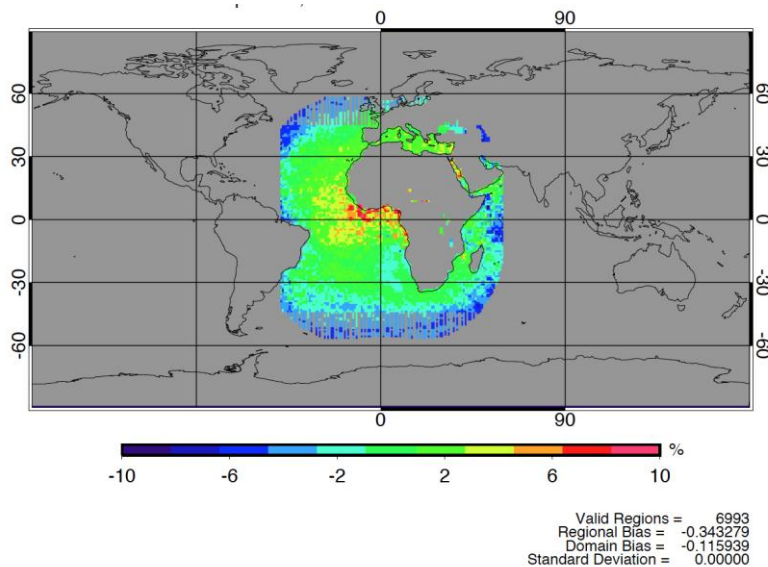 0 90
60 60
30 30
0 0
-30 -30
-60 -60
0 90
%
-10 -6 -2 2 6 10
Valid Regions = 6993
Regional Bias = -0.343279
Domain Bias = -0.115939
Standard Deviation = 0.00000